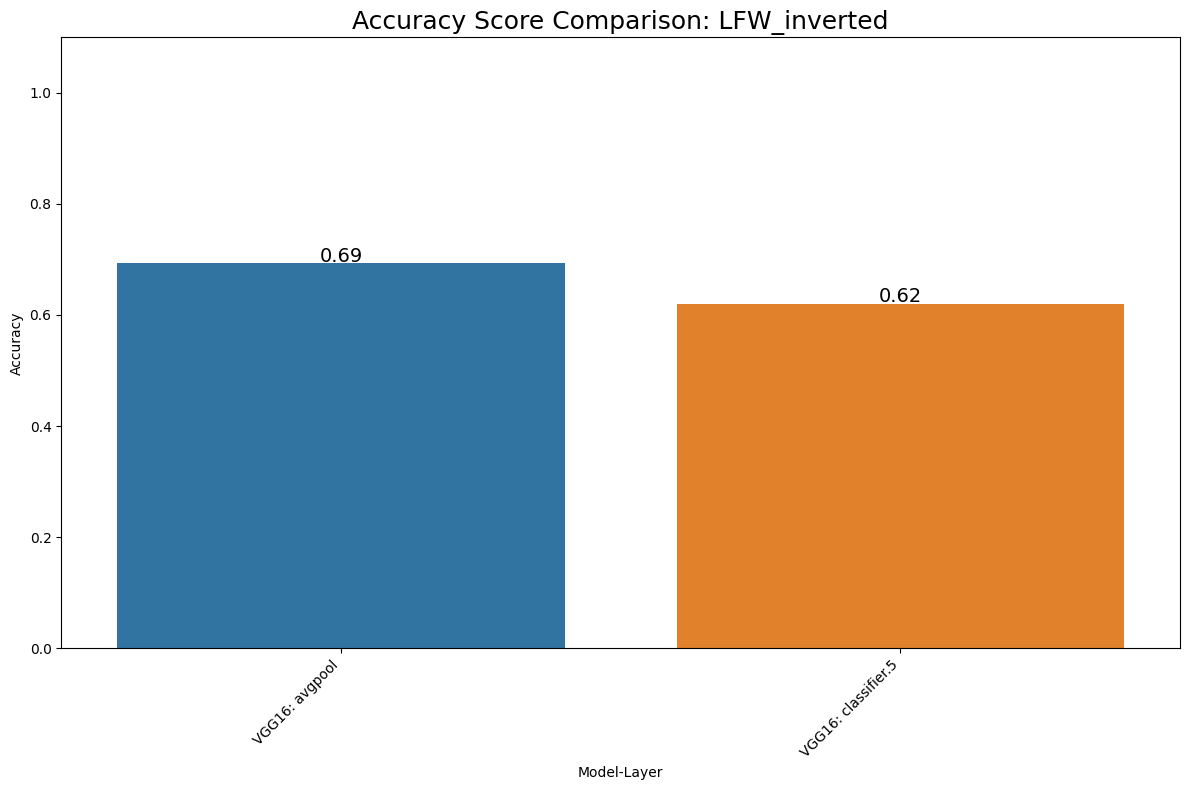 Accuracy Score Comparison: LFW_inverted
1.0
0.8
0.6
0.4
0.2
0.0
Accuracy
0.69
0.62
VGG16: avgpool
VGG16: classifier.5
Model-Layer